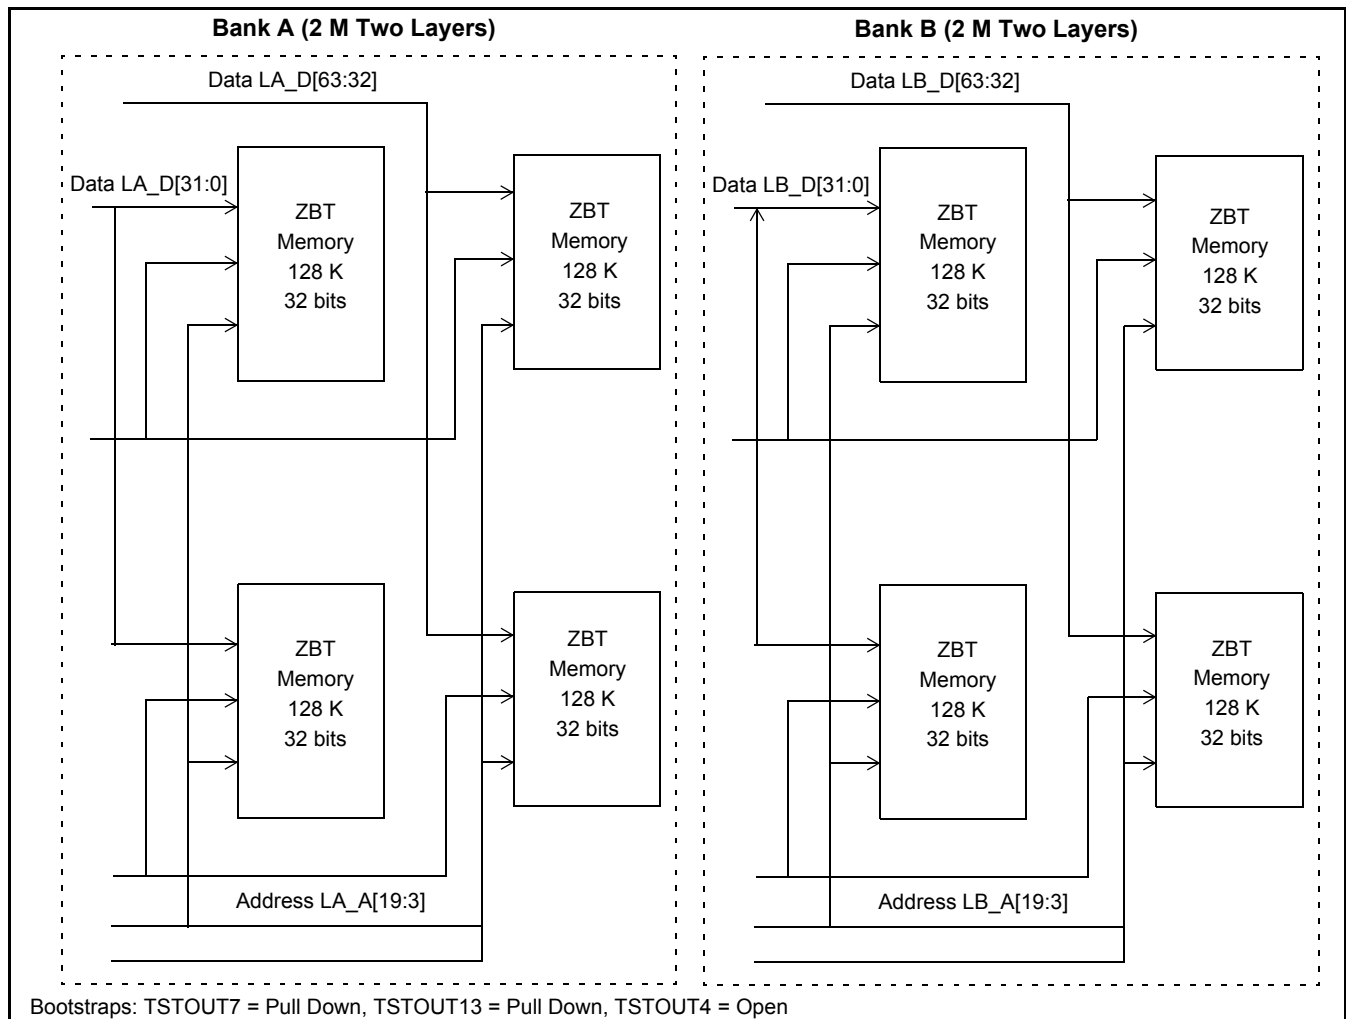 Bank A (2 M Two Layers)
Data LA_D[63:32]
Data LA_D[31:0]
ZBT
Memory
128 K
32 bits
ZBT
Memory
128 K
32 bits
ZBT
Memory
128 K
32 bits
ZBT
Memory
128 K
32 bits
Address LA_A[19:3]
Bank B (2 M Two Layers)
Data LB_D[63:32]
Data LB_D[31:0]
ZBT
Memory
128 K
32 bits
ZBT
Memory
128 K
32 bits
ZBT
Memory
128 K
32 bits
ZBT
Memory
128 K
32 bits
Address LB_A[19:3]
Bootstraps: TSTOUT7 = Pull Down, TSTOUT13 = Pull Down, TSTOUT4 = Open